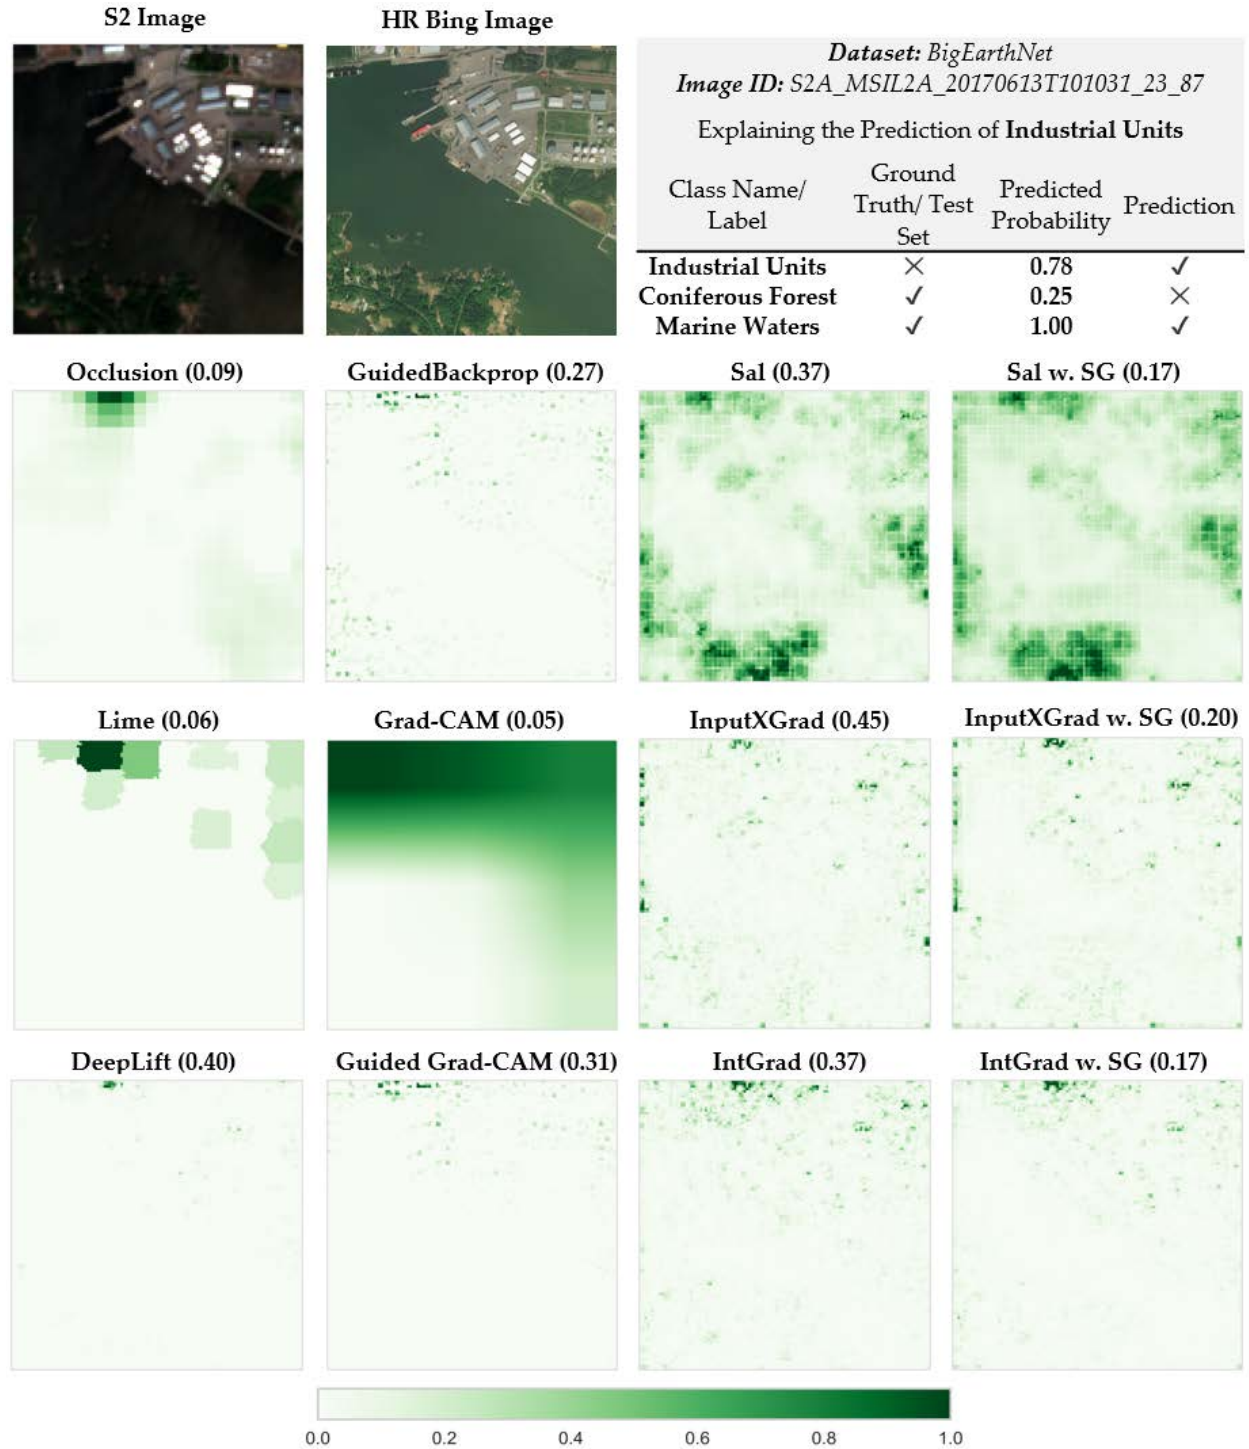 S2 Image
HR Bing Image
Dataset: BigEarthNet
Image ID: S2A_MSIL2A_20170613T101031_23_87
Explaining the Prediction of Industrial Units
Class Name/ Label
Ground Truth/ Test Set
Predicted Probability
Prediction
Industrial Units ✕ 0.78 ✓
Coniferous Forest ✓ 0.25 ✕
Marine Waters ✓ 1.00 ✓
Occlusion (0.09)
GuidedBackprop (0.27)
Sal (0.37)
Sal w. SG (0.17)
Lime (0.06)
Grad-CAM (0.05)
InputXGrad (0.45)
InputXGrad w. SG (0.20)
DeepLift (0.40)
Guided Grad-CAM (0.31)
IntGrad (0.37)
IntGrad w. SG (0.17)
0.0 0.2 0.4 0.6 0.8 1.0